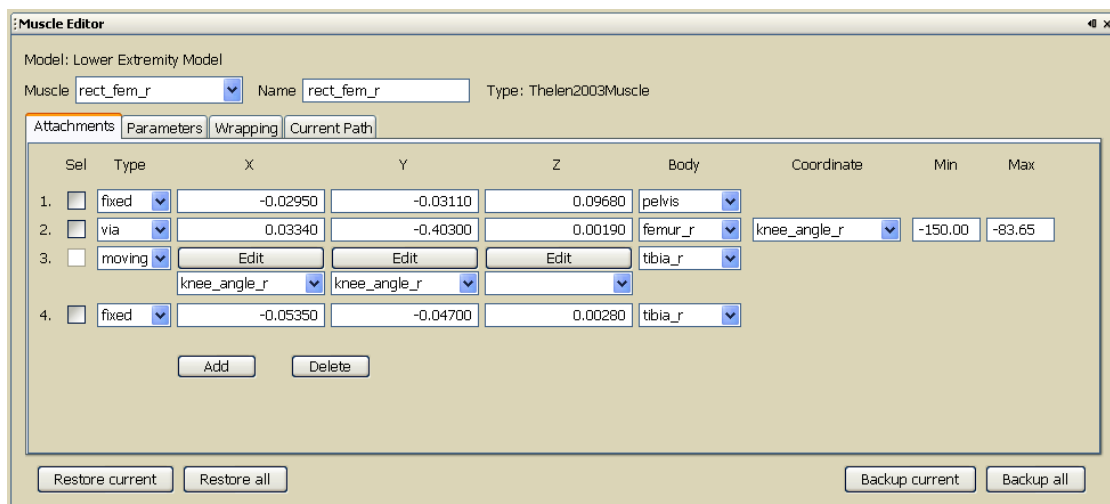 Muscle Editor
Model: Lower Extremity Model
Muscle rect_fem_r Name rect_fem_r Type: Thelen2003Muscle
Attachments Parameters Wrapping Current Path
Sel Type X Y Z Body Coordinate Min Max
1. fixed -0.02950 -0.03110 0.09680 pelvis
2. via 0.03340 -0.40300 0.00190 femur_r knee_angle_r -150.00 -83.65
3. moving Edit Edit Edit tibia_r
knee_angle_r knee_angle_r
4. fixed -0.05350 -0.04700 0.00280 tibia_r
Add Delete
Restore current Restore all Backup current Backup all